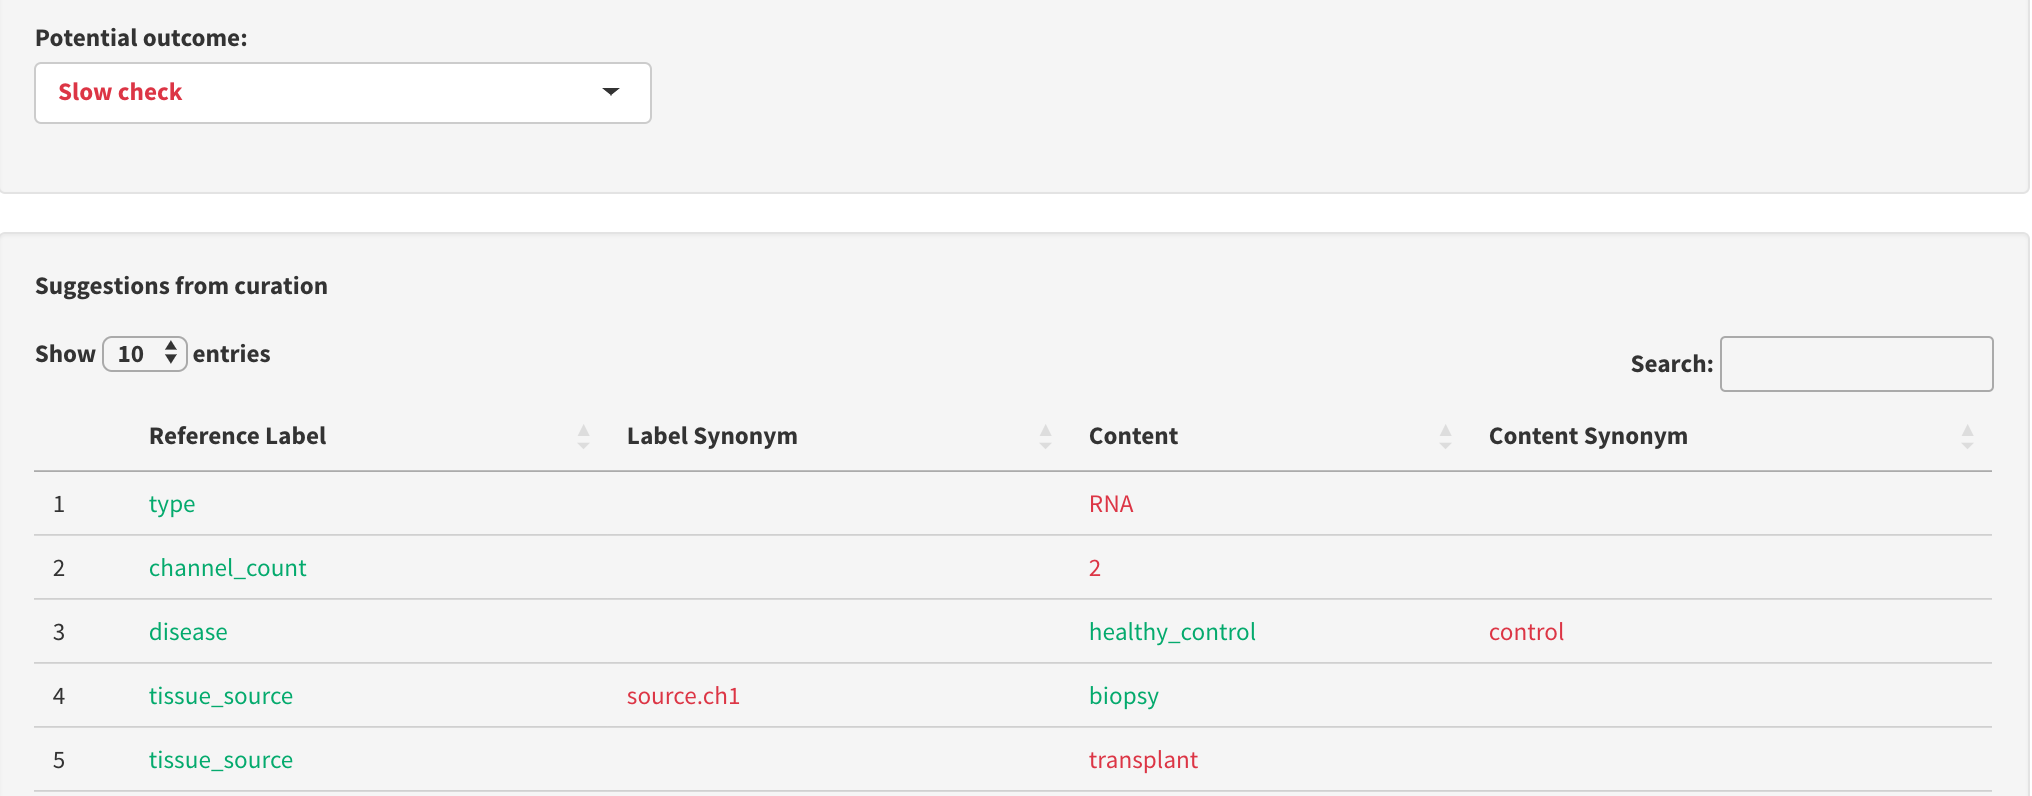 Potential outcome:
Slow check
Suggestions from curation
Show 10 entries
Search:
Reference Label Label Synonym Content Content Synonym
1 type RNA
2 channel_count 2
3 disease healthy_control control
4 tissue_source source.ch1 biopsy
5 tissue_source transplant